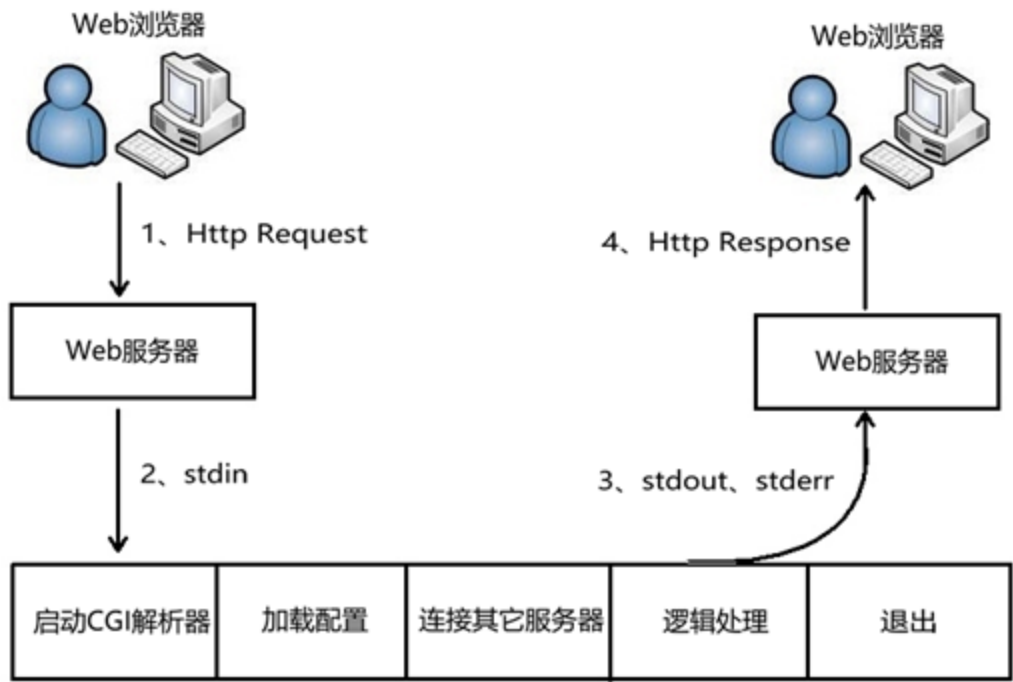 Web浏览器
Web浏览器
1、Http Request
4、Http Response
Web服务器
Web服务器
2、stdin
3、stdout、stderr
启动CGI解析器
加载配置
连接其它服务器
逻辑处理
退出